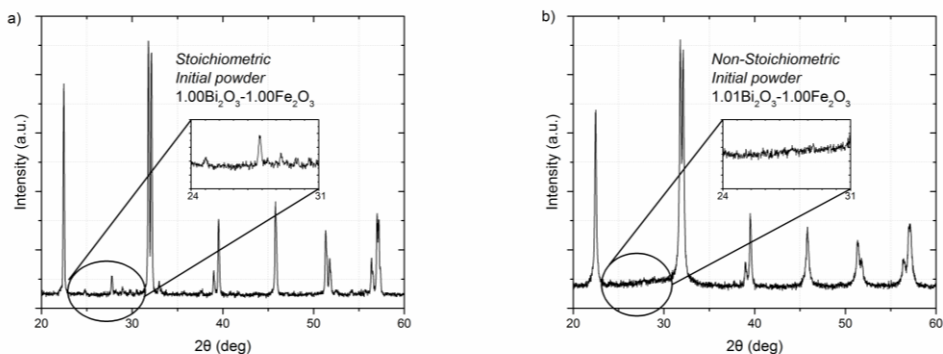 a)
Intensity (a.u.)
Stoichiometric
Initial powder
1.00Bi₂O₃-1.00Fe₂O₃
24
31
20
30
40
50
60
2θ (deg)
b)
Intensity (a.u.)
Non-Stoichiometric
Initial powder
1.01Bi₂O₃-1.00Fe₂O₃
24
31
20
30
40
50
60
2θ (deg)